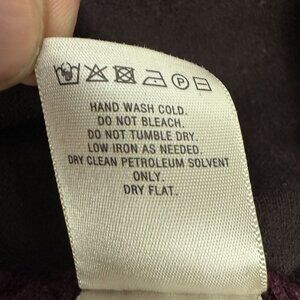 HAND WASH COLD.
DO NOT BLEACH.
DO NOT TUMBLE DRY.
LOW IRON AS NEEDED.
DRY CLEAN PETROLEUM SOLVENT
ONLY.
DRY FLAT.